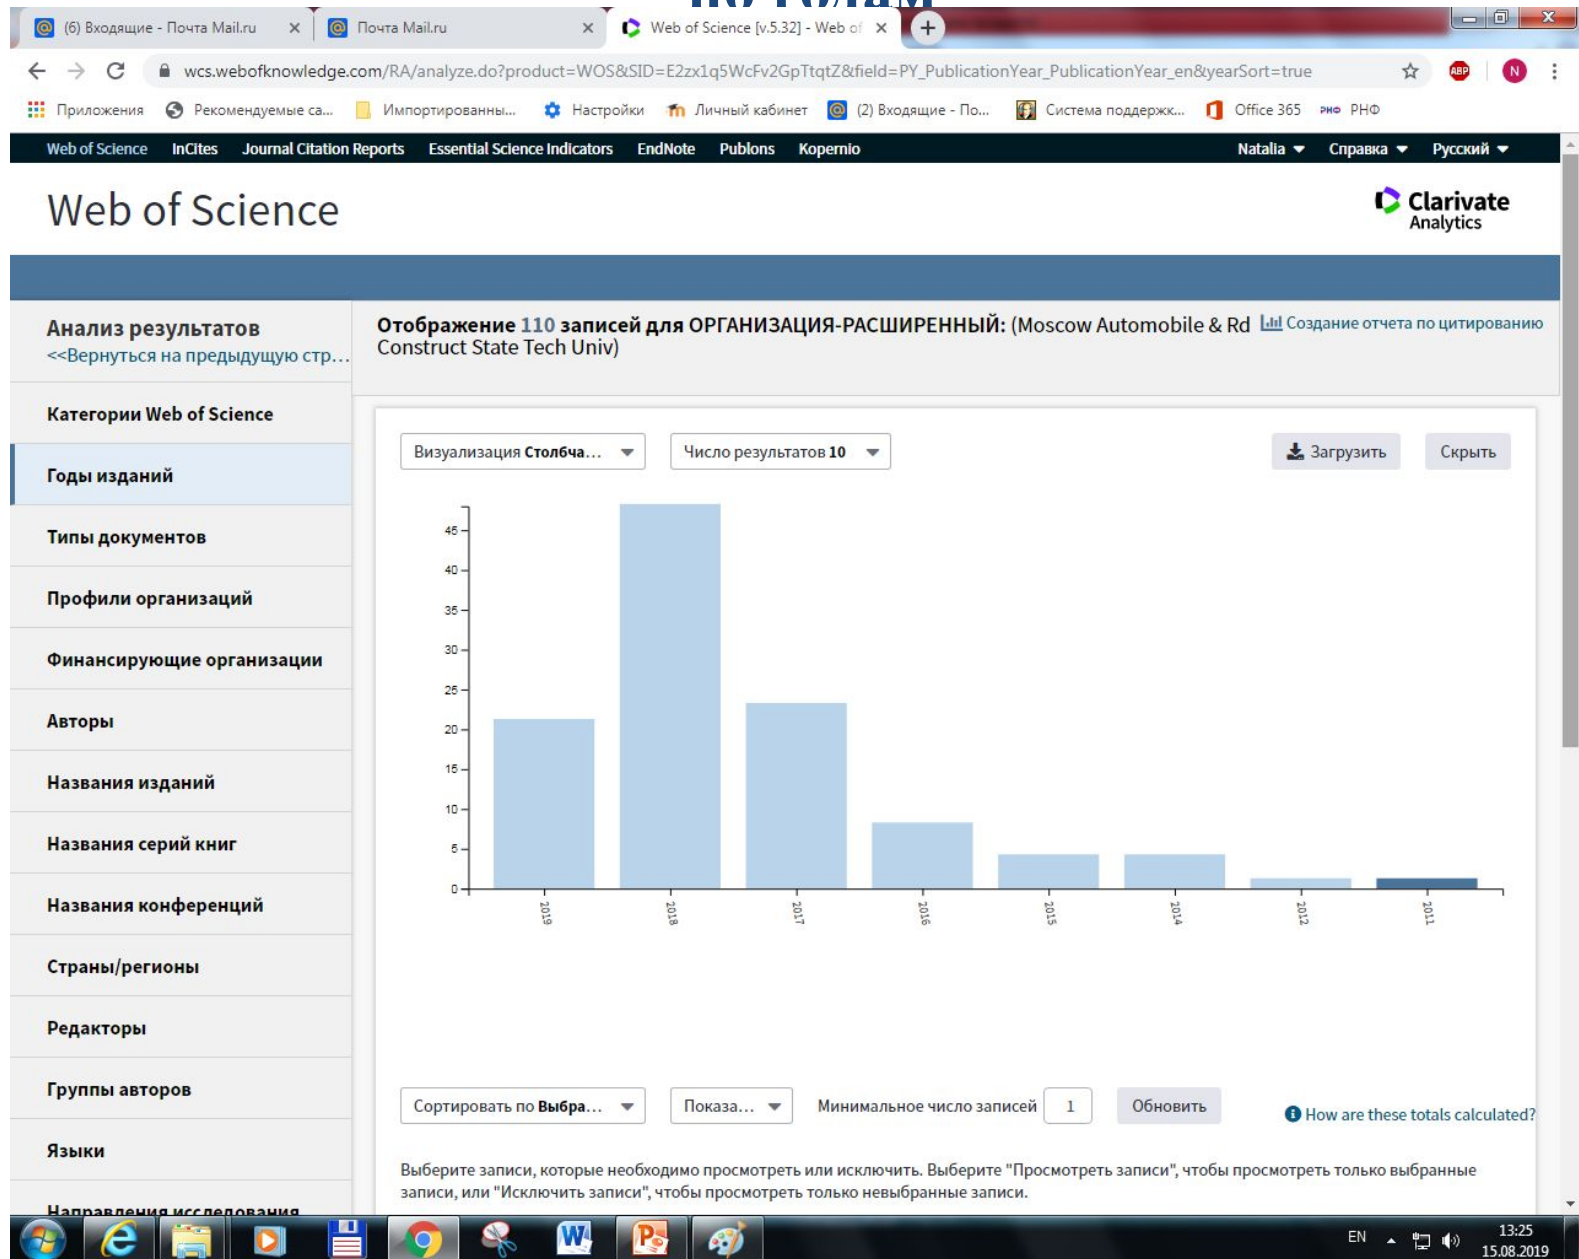 по годам
(6) Входящие - Почта Mail.ru
Почта Mail.ru
Web of Science [v.5.32] - Web of
wcs.webofknowledge.com/RA/analyze.do?product=WOS&SID=E2zx1q5WcFv2GpTtqtZ&field=PY_PublicationYear_PublicationYear_en&yearSort=true
ABP
N
Приложения
Рекомендуемые са...
Импортированны...
Настройки
Личный кабинет
(2) Входящие - По...
Система поддержк...
Office 365
РНФ РНФ
Web of Science InCites Journal Citation Reports Essential Science Indicators EndNote Publons Kopernio
Natalia Справка Русский
Web of Science
Clarivate
Analytics
Анализ результатов
<<Вернуться на предыдущую стр...
Отображение 110 записей для ОРГАНИЗАЦИЯ-РАСШИРЕННЫЙ: (Moscow Automobile & Rd
Construct State Tech Univ)
Создание отчета по цитированию
Категории Web of Science
Годы изданий
Типы документов
Профили организаций
Финансирующие организации
Авторы
Названия изданий
Названия серий книг
Названия конференций
Страны/регионы
Редакторы
Группы авторов
Языки
Направления исследования
Визуализация Столбча...
Число результатов 10
Загрузить
Скрыть
45
40
35
30
25
20
15
10
5
0
2019
2018
2017
2016
2015
2014
2012
2011
Сортировать по Выбра...
Показа...
Минимальное число записей 1
Обновить
How are these totals calculated?
Выберите записи, которые необходимо просмотреть или исключить. Выберите "Просмотреть записи", чтобы просмотреть только выбранные
записи, или "Исключить записи", чтобы просмотреть только невыбранные записи.
EN
13:25
15.08.2019